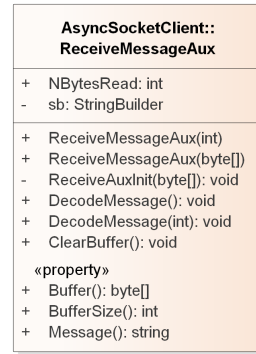 AsyncSocketClient::
ReceiveMessageAux
+ NBytesRead: int
- sb: StringBuilder
+ ReceiveMessageAux(int)
+ ReceiveMessageAux(byte[])
- ReceiveAuxInit(byte[]): void
+ DecodeMessage(): void
+ DecodeMessage(int): void
+ ClearBuffer(): void
«property»
+ Buffer(): byte[]
+ BufferSize(): int
+ Message(): string